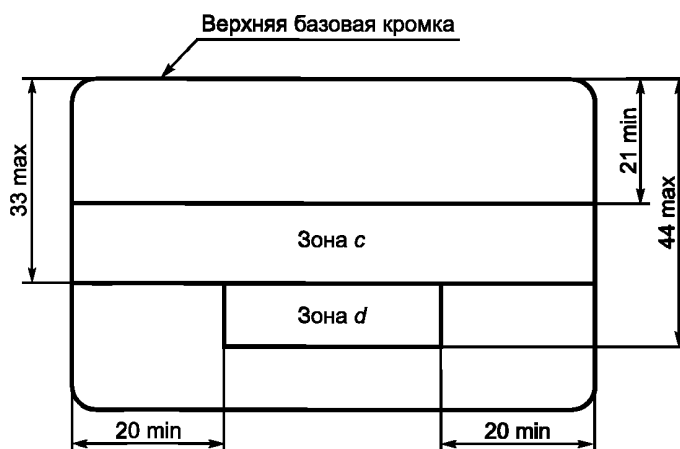 Верхняя базовая кромка
33 max
21 min
44 max
Зона c
Зона d
20 min
20 min